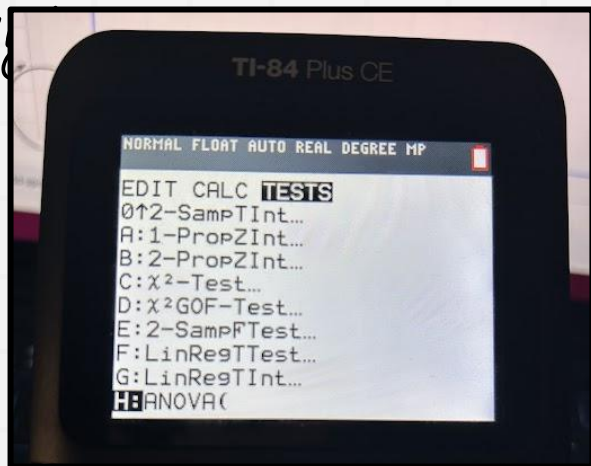 TI-84 Plus CE
NORMAL FLOAT AUTO REAL DEGREE MP
EDIT CALC TESTS
0↑2-SampTInt…
A:1-PropZInt…
B:2-PropZInt…
C:χ²-Test…
D:χ²GOF-Test…
E:2-SampFTest…
F:LinRegTTest…
G:LinRegTInt…
H:ANOVA(